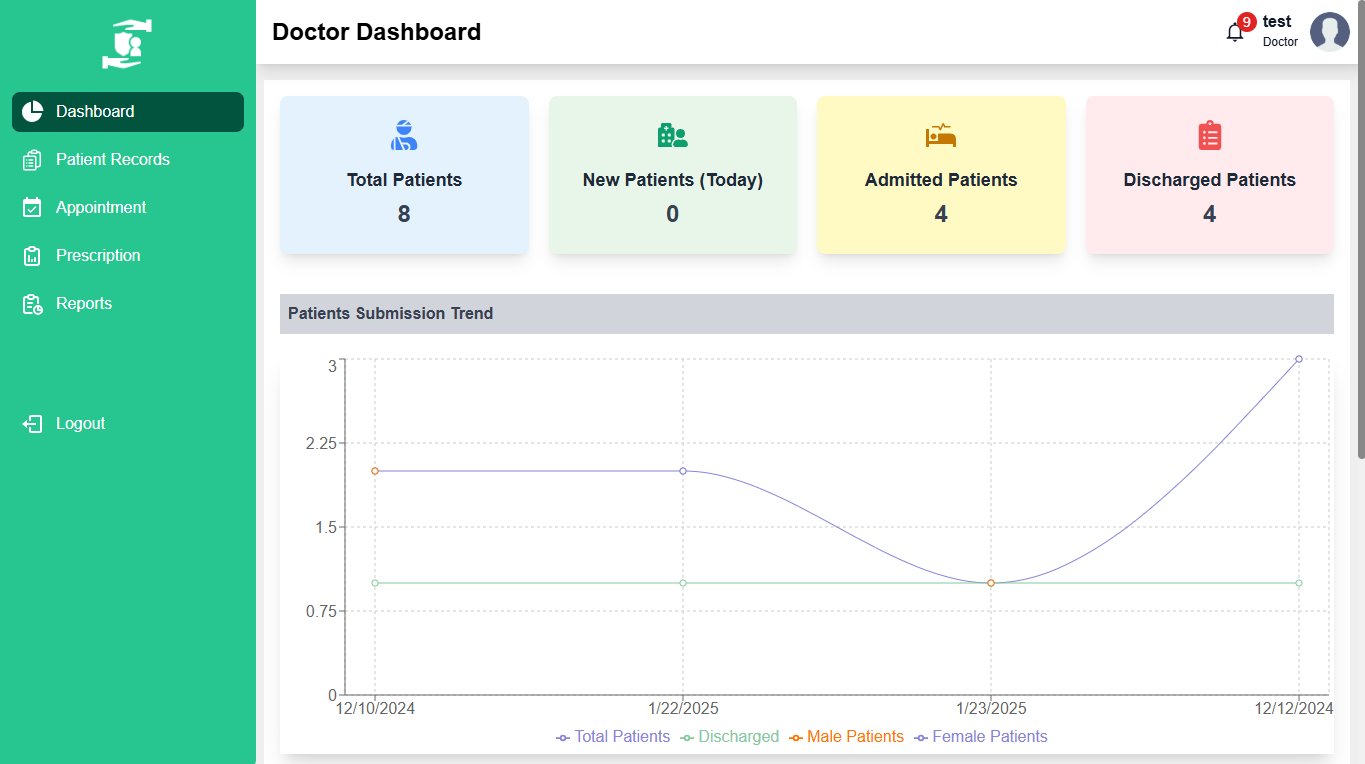 Doctor Dashboard
9
test
Doctor
Dashboard
Patient Records
Appointment
Prescription
Reports
Logout
Total Patients
8
New Patients (Today)
0
Admitted Patients
4
Discharged Patients
4
Patients Submission Trend
3
2.25
1.5
0.75
0
12/10/2024 1/22/2025 1/23/2025 12/12/2024
Total Patients Discharged Male Patients Female Patients